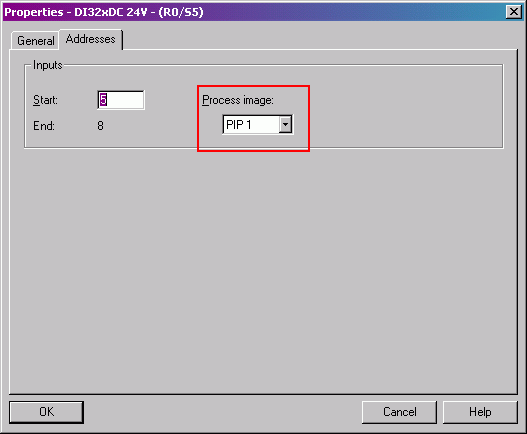 Properties - DI32xDC 24V - (R0/S5)
General Addresses
Inputs
Start: 5 Process image:
End: 8 PIP 1
OK Cancel Help